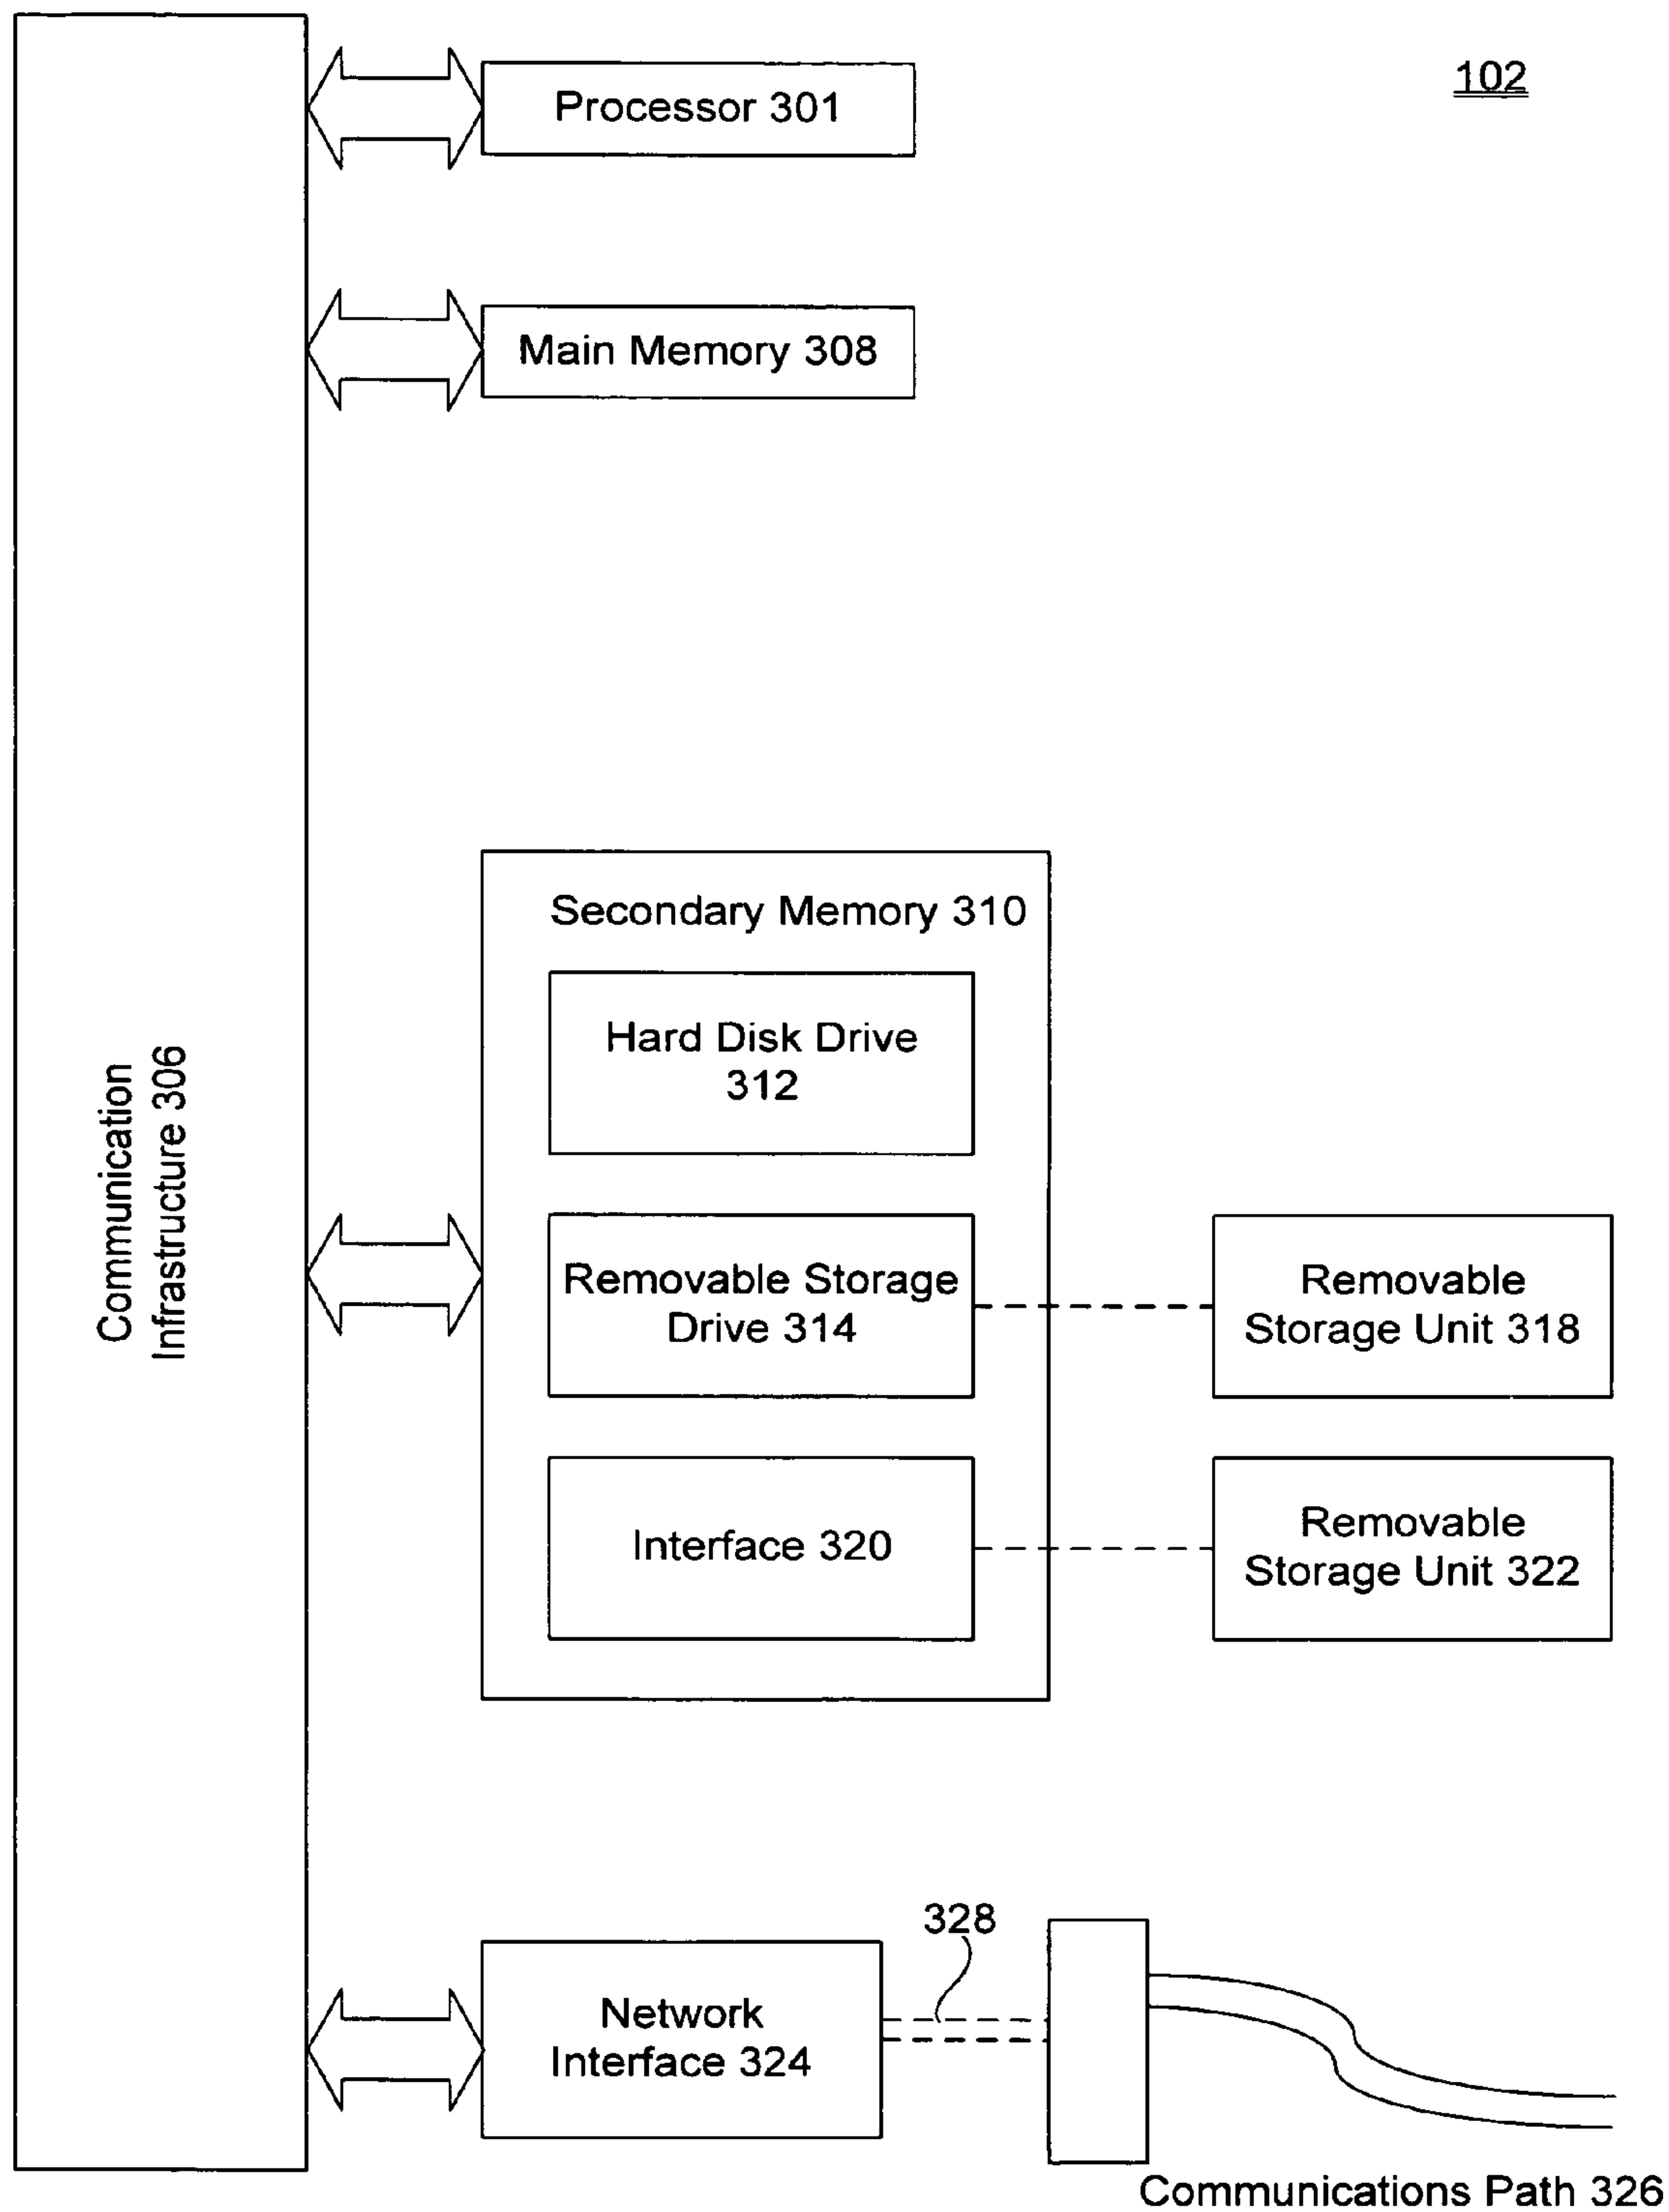 102
Processor 301
Main Memory 308
Communication
Infrastructure 306
Secondary Memory 310
Hard Disk Drive
312
Removable Storage
Drive 314
Removable
Storage Unit 318
Interface 320
Removable
Storage Unit 322
328
Network
Interface 324
Communications Path 326